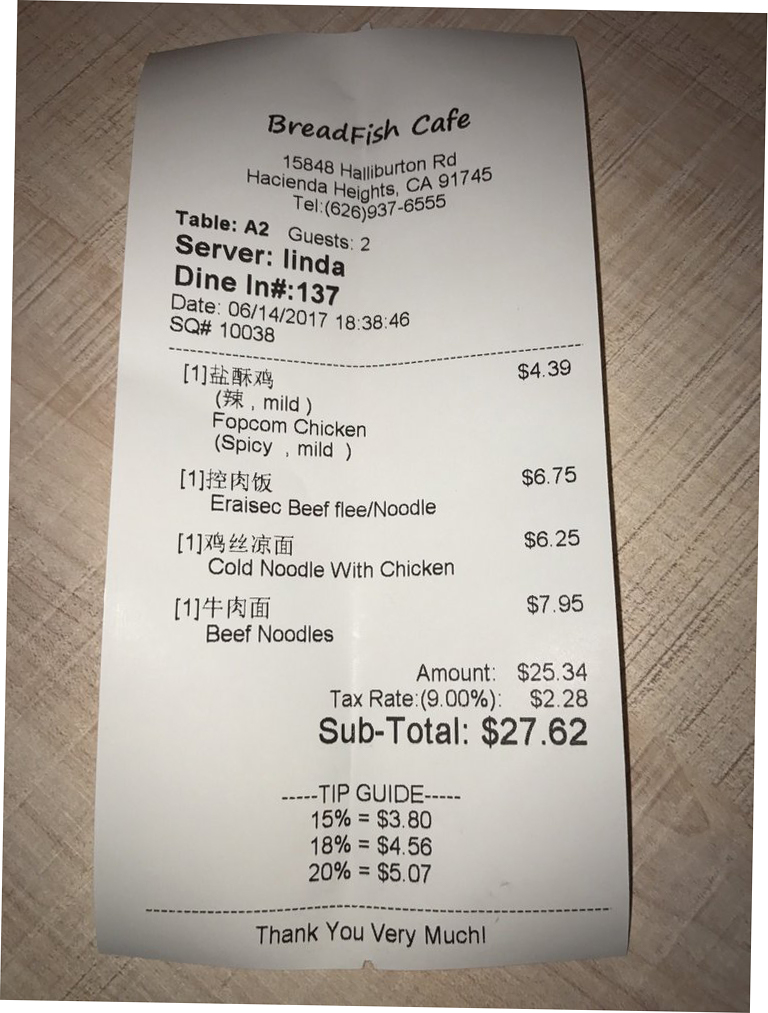 BreadFish Cafe
15848 Halliburton Rd
Hacienda Heights, CA 91745
Tel:(626)937-6555
Table: A2 Guests: 2
Server: linda
Dine In#:137
Date: 06/14/2017 18:38:46
SQ# 10038
[1]盐酥鸡 $4.39
(辣 , mild )
Fopcom Chicken
(Spicy , mild )
[1]控肉饭 $6.75
Eraisec Beef flee/Noodle
[1]鸡丝凉面 $6.25
Cold Noodle With Chicken
[1]牛肉面 $7.95
Beef Noodles
Amount: $25.34
Tax Rate:(9.00%): $2.28
Sub-Total: $27.62
-----TIP GUIDE-----
15% = $3.80
18% = $4.56
20% = $5.07
Thank You Very Much!